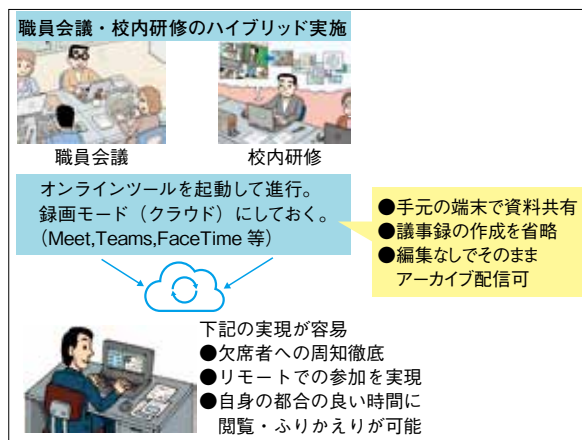 職員会議・校内研修のハイブリッド実施
職員会議
校内研修
オンラインツールを起動して進行。
録画モード（クラウド）にしておく。
（Meet,Teams,FaceTime 等）
●手元の端末で資料共有
●議事録の作成を省略
●編集なしでそのまま
アーカイブ配信可
下記の実現が容易
●欠席者への周知徹底
●リモートでの参加を実現
●自身の都合の良い時間に
閲覧・ふりかえりが可能